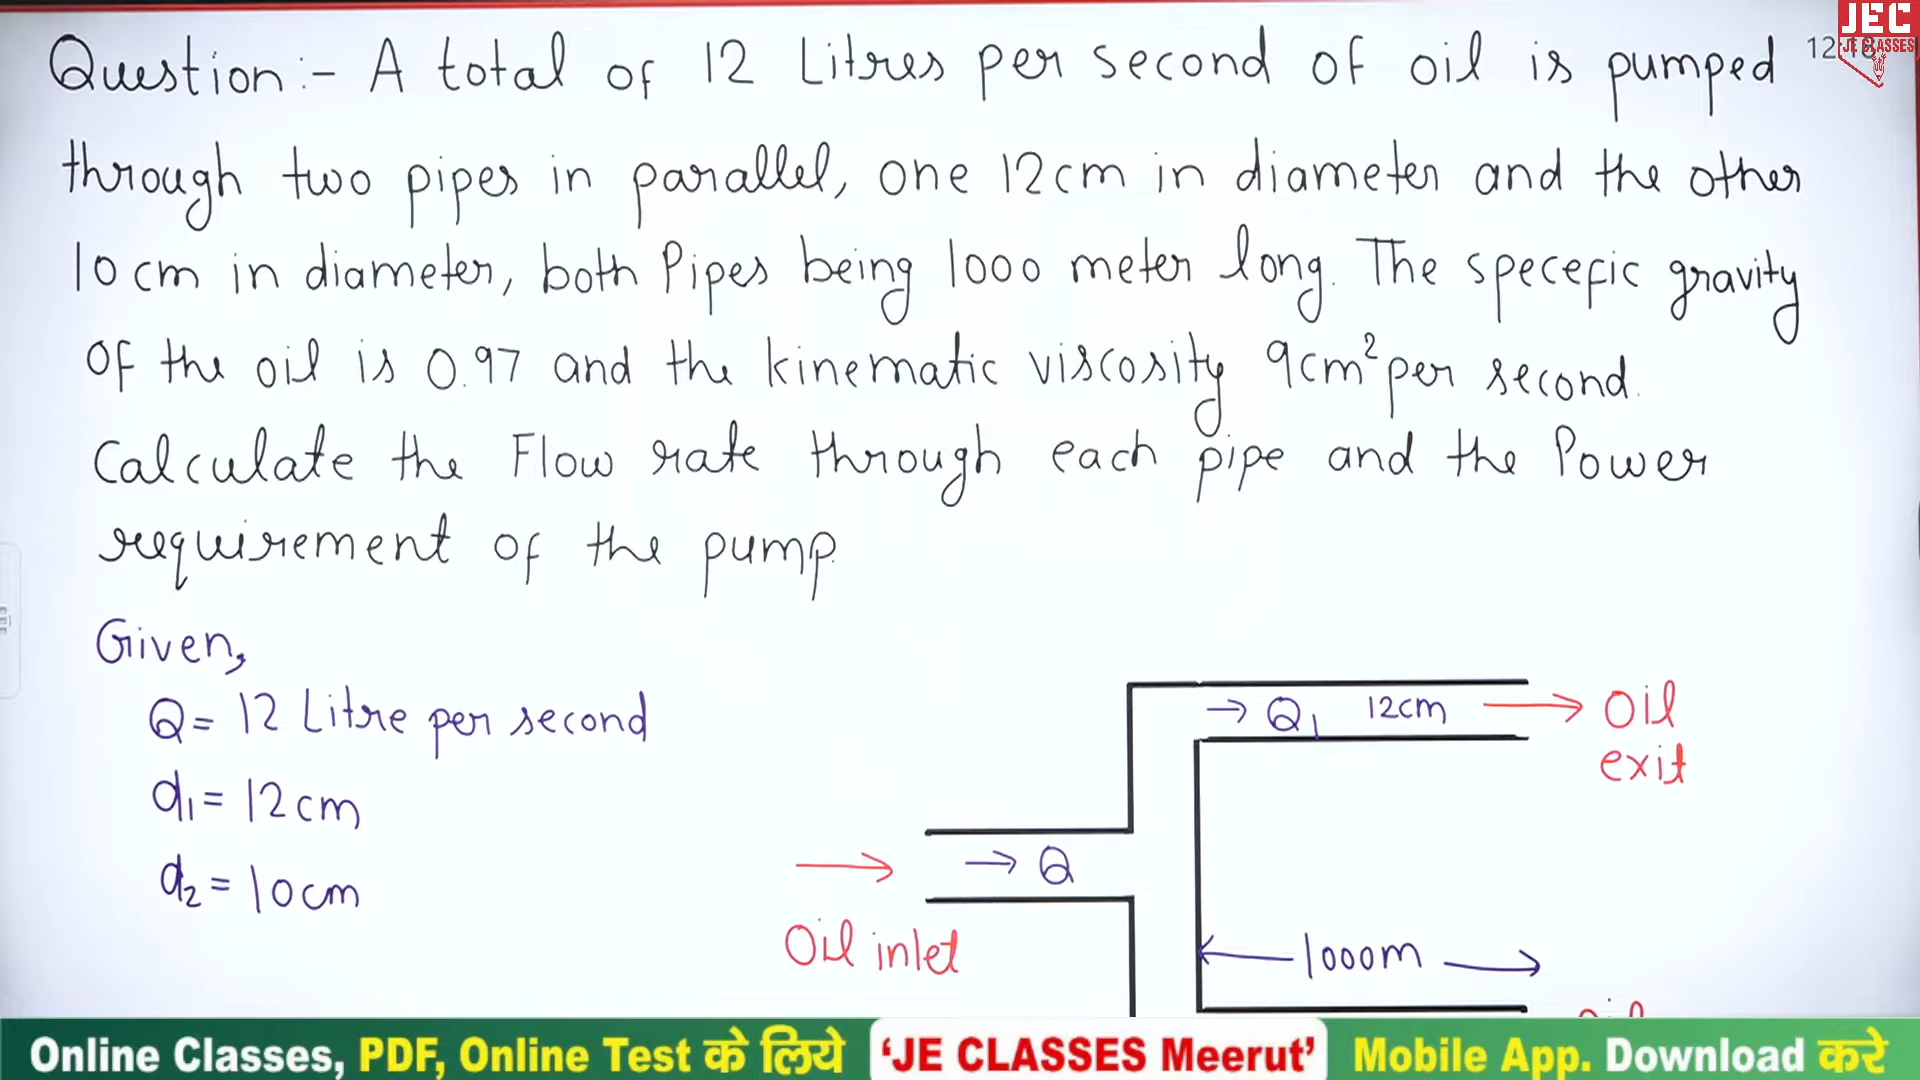 Question:- A total of 12 Litres per second of oil is pumped
through two pipes in parallel, one 12cm in diameter and the other
10 cm in diameter, both Pipes being 1000 meter long. The specefic gravity
of the oil is 0.97 and the kinematic viscosity 9cm² per second.
Calculate the Flow rate through each pipe and the Power
requirement of the pump.
JEC
JE CLASSES
Given,
Q = 12 Litre per second
d₁ = 12cm
d₂ = 10cm
→ Q₁ 12cm → Oil
exit
→ → Q
Oil inlet
1000m
Online Classes, PDF, Online Test के लिये 'JE CLASSES Meerut' Mobile App. Download करे